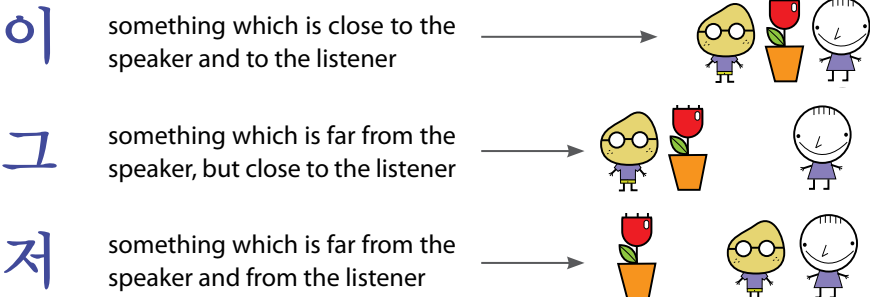 이
something which is close to the
speaker and to the listener
그
something which is far from the
speaker, but close to the listener
저
something which is far from the
speaker and from the listener